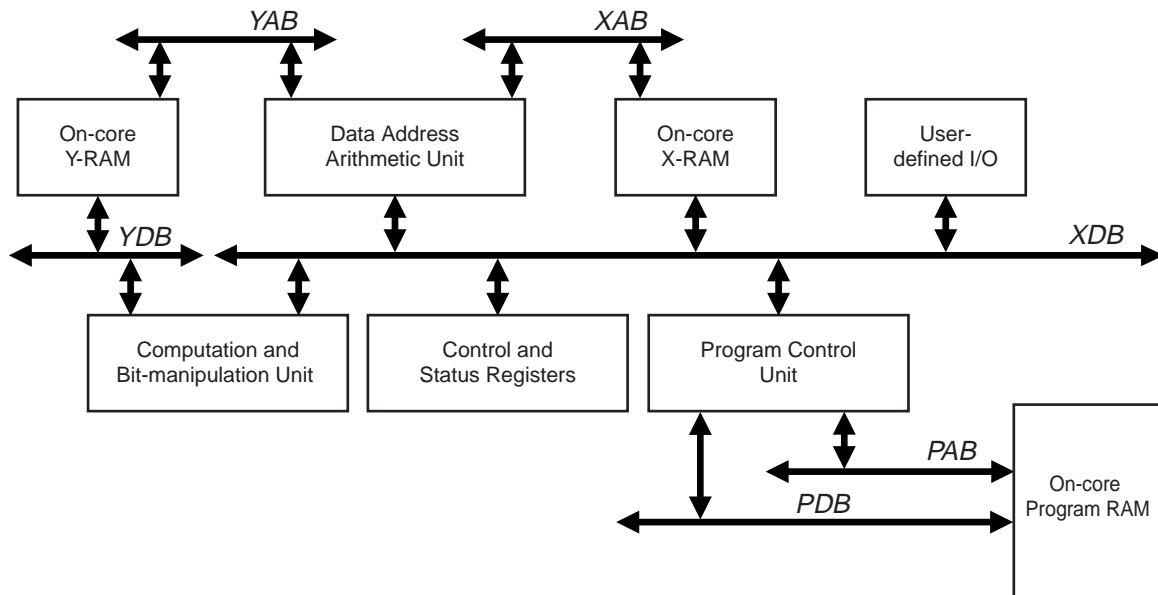 YAB
XAB
On-core
Y-RAM
Data Address
Arithmetic Unit
On-core
X-RAM
User-
defined I/O
YDB
XDB
Computation and
Bit-manipulation Unit
Control and
Status Registers
Program Control
Unit
PAB
PDB
On-core
Program RAM